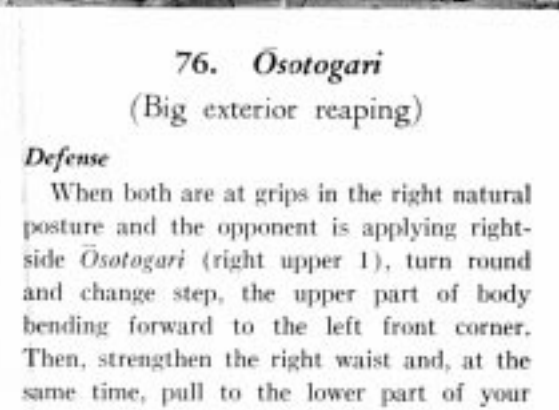 76. Ōsotogari
(Big exterior reaping)
Defense
When both are at grips in the right natural
posture and the opponent is applying right-
side Ōsotogari (right upper 1), turn round
and change step, the upper part of body
bending forward to the left front corner.
Then, strengthen the right waist and, at the
same time, pull to the lower part of your